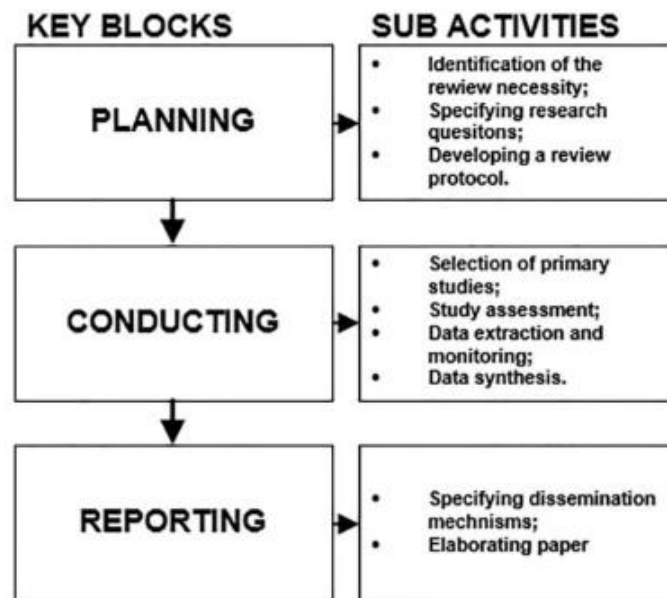 KEY BLOCKS
SUB ACTIVITIES
PLANNING
• Identification of the
rewiew necessity;
• Specifying research
quesitons;
• Developing a review
protocol.
CONDUCTING
• Selection of primary
studies;
• Study assessment;
• Data extraction and
monitoring;
• Data synthesis.
REPORTING
• Specifying dissemination
mechnisms;
• Elaborating paper